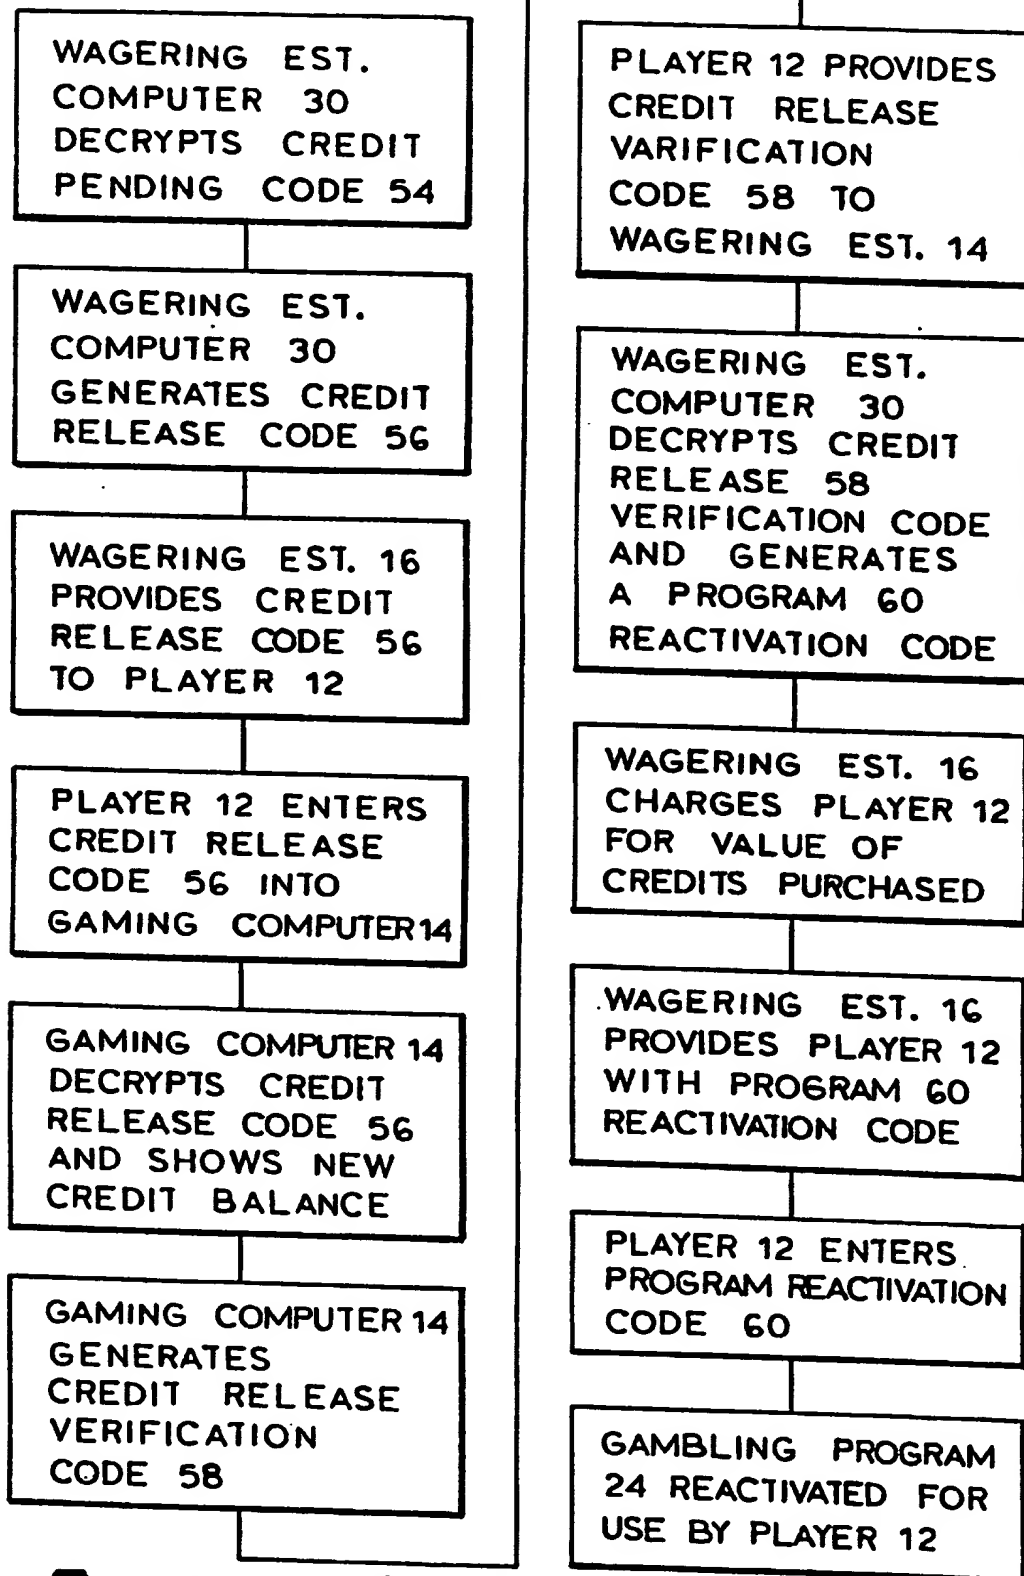 WAGERING EST.
COMPUTER 30
DECRYPTS CREDIT
PENDING CODE 54
WAGERING EST.
COMPUTER 30
GENERATES CREDIT
RELEASE CODE 56
WAGERING EST. 16
PROVIDES CREDIT
RELEASE CODE 56
TO PLAYER 12
PLAYER 12 ENTERS
CREDIT RELEASE
CODE 56 INTO
GAMING COMPUTER 14
GAMING COMPUTER 14
DECRYPTS CREDIT
RELEASE CODE 56
AND SHOWS NEW
CREDIT BALANCE
GAMING COMPUTER 14
GENERATES
CREDIT RELEASE
VERIFICATION
CODE 58
PLAYER 12 PROVIDES
CREDIT RELEASE
VARIFICATION
CODE 58 TO
WAGERING EST. 14
WAGERING EST.
COMPUTER 30
DECRYPTS CREDIT
RELEASE 58
VERIFICATION CODE
AND GENERATES
A PROGRAM 60
REACTIVATION CODE
WAGERING EST. 16
CHARGES PLAYER 12
FOR VALUE OF
CREDITS PURCHASED
WAGERING EST. 16
PROVIDES PLAYER 12
WITH PROGRAM 60
REACTIVATION CODE
PLAYER 12 ENTERS
PROGRAM REACTIVATION
CODE 60
GAMBLING PROGRAM
24 REACTIVATED FOR
USE BY PLAYER 12